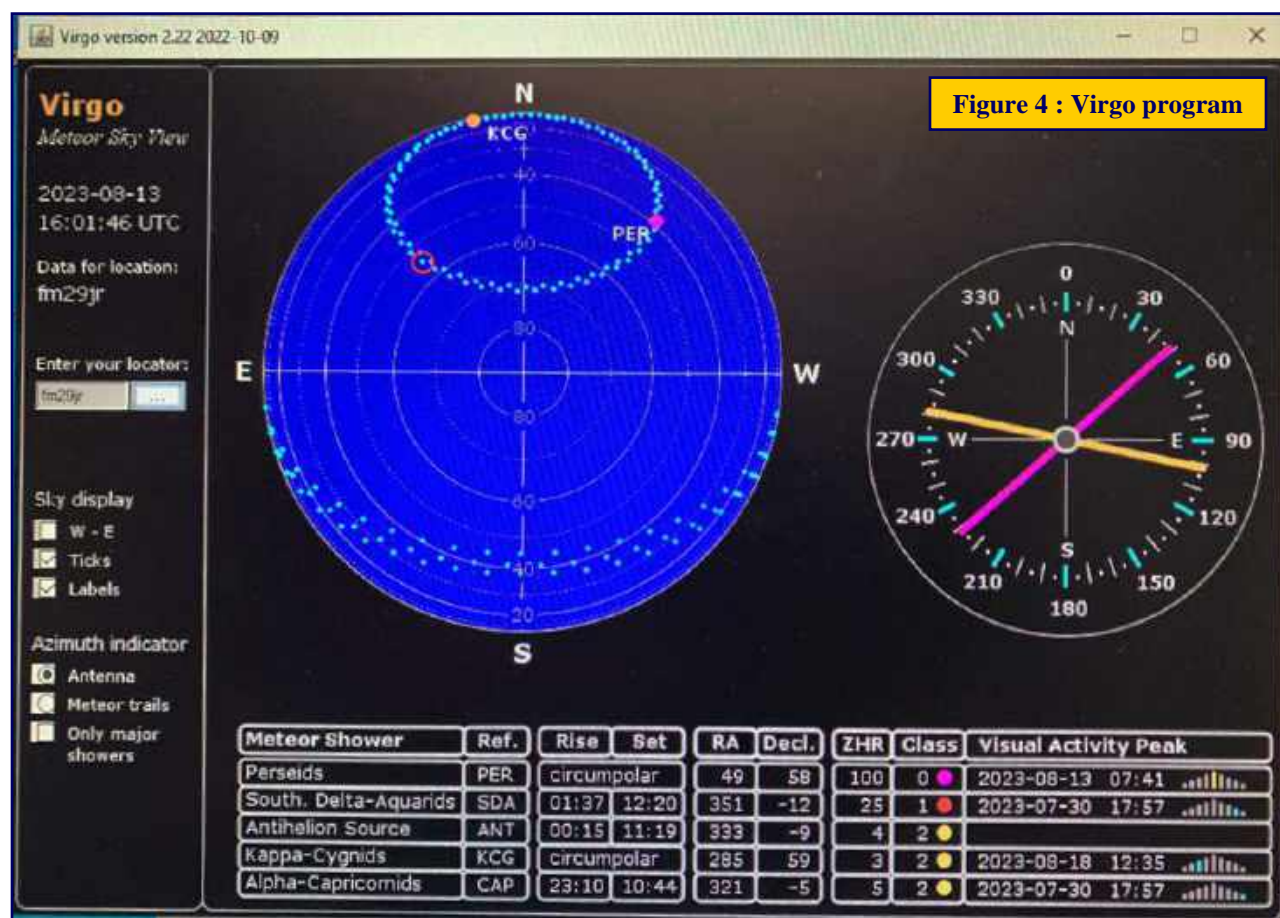 Virgo version 2.22 2022-10-09
Figure 4 : Virgo program
Virgo
Meteor Sky View
2023-08-13
16:01:46 UTC
Data for location:
fm29jr
Enter your locator:
fm29jr ...
Sky display
W - E
Ticks
Labels
Azimuth indicator
Antenna
Meteor trails
Only major
showers
N
KCG
40
PER
60
80
E
W
80
60
40
20
S
0
330 30
N
300 60
270 W E 90
240 120
S
210 150
180
Meteor Shower Ref. Rise Set RA Decl. ZHR Class Visual Activity Peak
Perseids PER circumpolar 49 58 100 0 2023-08-13 07:41
South. Delta-Aquarids SDA 01:37 12:20 351 -12 25 1 2023-07-30 17:57
Antihelion Source ANT 00:15 11:19 333 -9 4 2
Kappa-Cygnids KCG circumpolar 285 59 3 2 2023-08-18 12:35
Alpha-Capricornids CAP 23:10 10:44 321 -5 5 2 2023-07-30 17:57